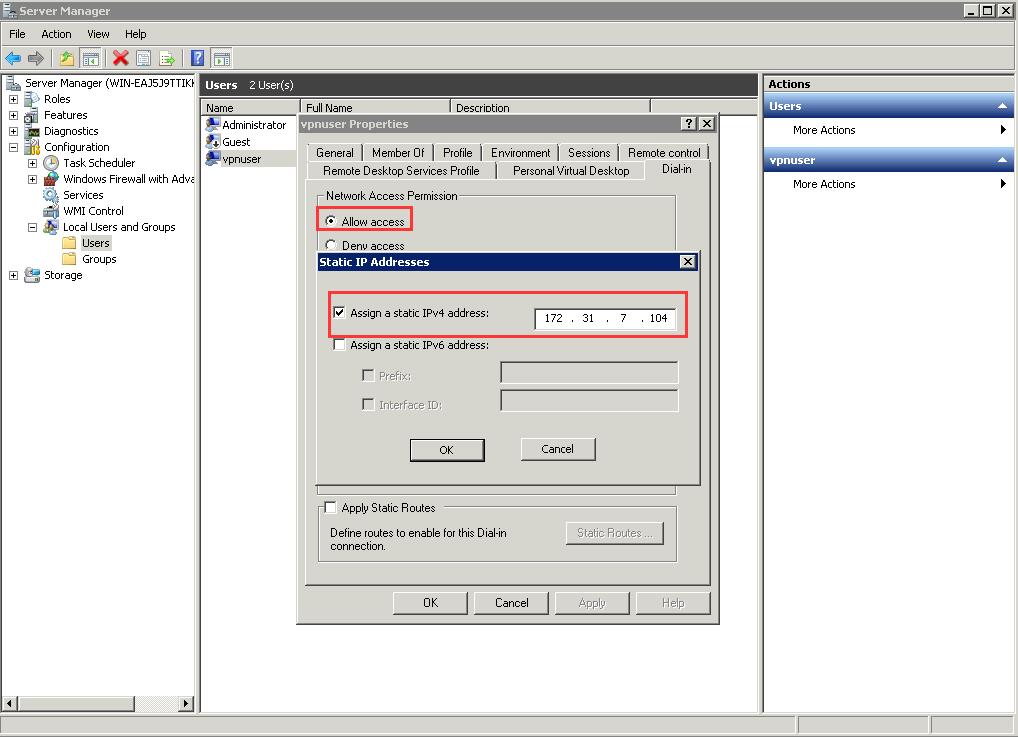 Server Manager
File Action View Help
Server Manager (WIN-EAJ5J9TTIK
Roles
Features
Diagnostics
Configuration
Task Scheduler
Windows Firewall with Adva
Services
WMI Control
Local Users and Groups
Users
Groups
Storage
Users 2 User(s)
Name Full Name Description
Administrator
Guest
vpnuser
vpnuser Properties
General Member Of Profile Environment Sessions Remote control
Remote Desktop Services Profile Personal Virtual Desktop Dial-in
Network Access Permission
Allow access
Deny access
Static IP Addresses
Assign a static IPv4 address: 172 . 31 . 7 . 104
Assign a static IPv6 address:
Prefix:
Interface ID:
OK Cancel
Apply Static Routes
Define routes to enable for this Dial-in
connection.
Static Routes ...
OK Cancel Apply Help
Actions
Users
More Actions
vpnuser
More Actions